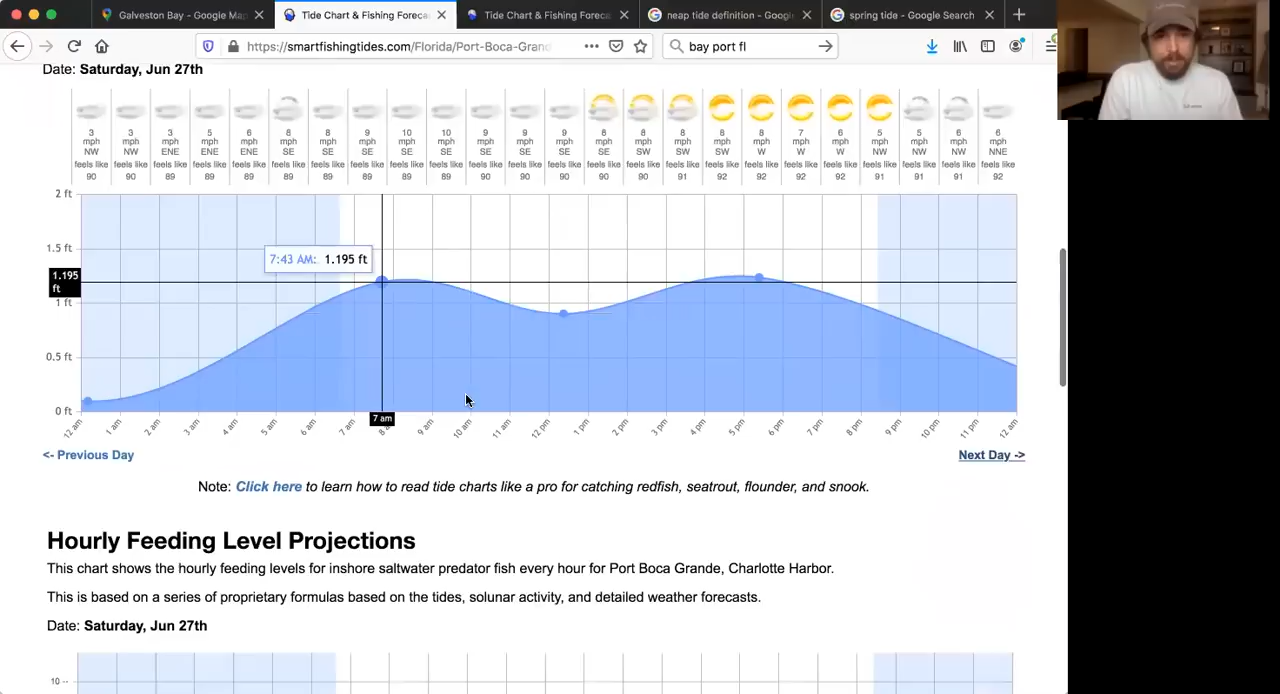 Galveston Bay - Google Map
Tide Chart & Fishing Foreca
Tide Chart & Fishing Foreca
neap tide definition - Googl
spring tide - Google Search
https://smartfishingtides.com/Florida/Port-Boca-Grand
bay port fl
Date: Saturday, Jun 27th
3 3 3 5 6 8 8 9 10 10 9 9 9 8 8 8 8 8 7 6 5 5 6 6
mph mph mph mph mph mph mph mph mph mph mph mph mph mph mph mph mph mph mph mph mph mph mph mph
NW NW ENE ENE ENE SE SE SE SE SE SE SE SE SE SW SW SW W W W NW NW NW NNE
feels like feels like feels like feels like feels like feels like feels like feels like feels like feels like feels like feels like feels like feels like feels like feels like feels like feels like feels like feels like feels like feels like feels like feels like
90 90 90 90 89 89 89 89 89 89 90 90 90 90 90 91 92 92 92 92 91 91 91 92
2 ft
1.5 ft
7:43 AM: 1.195 ft
1.195
ft
1 ft
0.5 ft
0 ft
12 am 1 am 2 am 3 am 4 am 5 am 6 am 7 am 7 am 8 9 am 10 am 11 am 12 pm 1 pm 2 pm 3 pm 4 pm 5 pm 6 pm 7 pm 8 pm 9 pm 10 pm 11 pm 12 am
<- Previous Day
Next Day ->
Note: Click here to learn how to read tide charts like a pro for catching redfish, seatrout, flounder, and snook.
Hourly Feeding Level Projections
This chart shows the hourly feeding levels for inshore saltwater predator fish every hour for Port Boca Grande, Charlotte Harbor.
This is based on a series of proprietary formulas based on the tides, solunar activity, and detailed weather forecasts.
Date: Saturday, Jun 27th
10 --